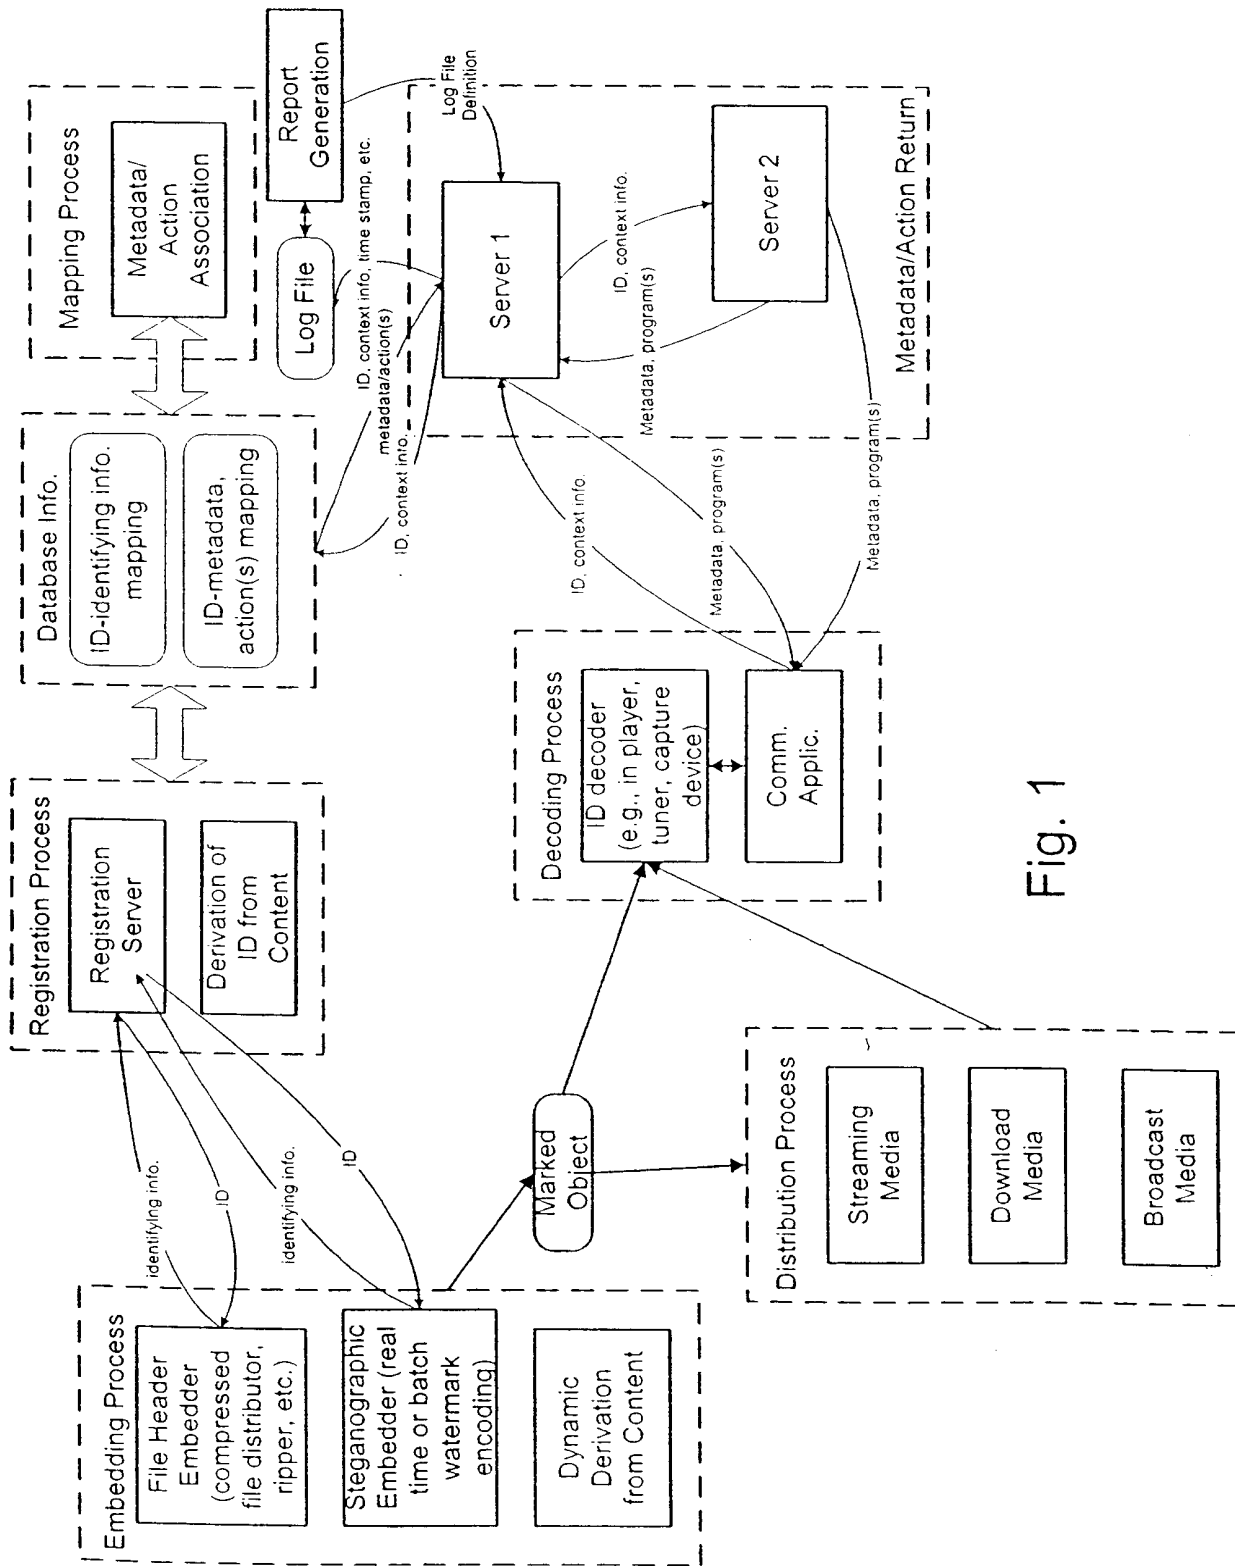 Embedding Process
File Header
Embedder
(compressed
file distributor,
ripper, etc.)
Steganographic
Embedder (real
time or batch
watermark
encoding)
Dynamic
Derivation
from Content
identifying info.
ID
identifying info.
ID
Registration Process
Registration
Server
Derivation of
ID from
Content
Database Info.
ID-identifying info.
mapping
ID-metadata,
action(s) mapping
Mapping Process
Metadata/
Action
Association
Log File
Report
Generation
Log File
Definition
ID, context info, time stamp, etc.
metadata/action(s)
ID, context info.
Marked
Object
Decoding Process
ID decoder
(e.g., in player,
tuner, capture
device)
Comm.
Applic.
ID, context info.
Metadata, program(s)
Metadata, program(s)
Server 1
ID, context info.
Metadata, program(s)
Server 2
Metadata/Action Return
Distribution Process
Streaming
Media
Download
Media
Broadcast
Media
Fig. 1